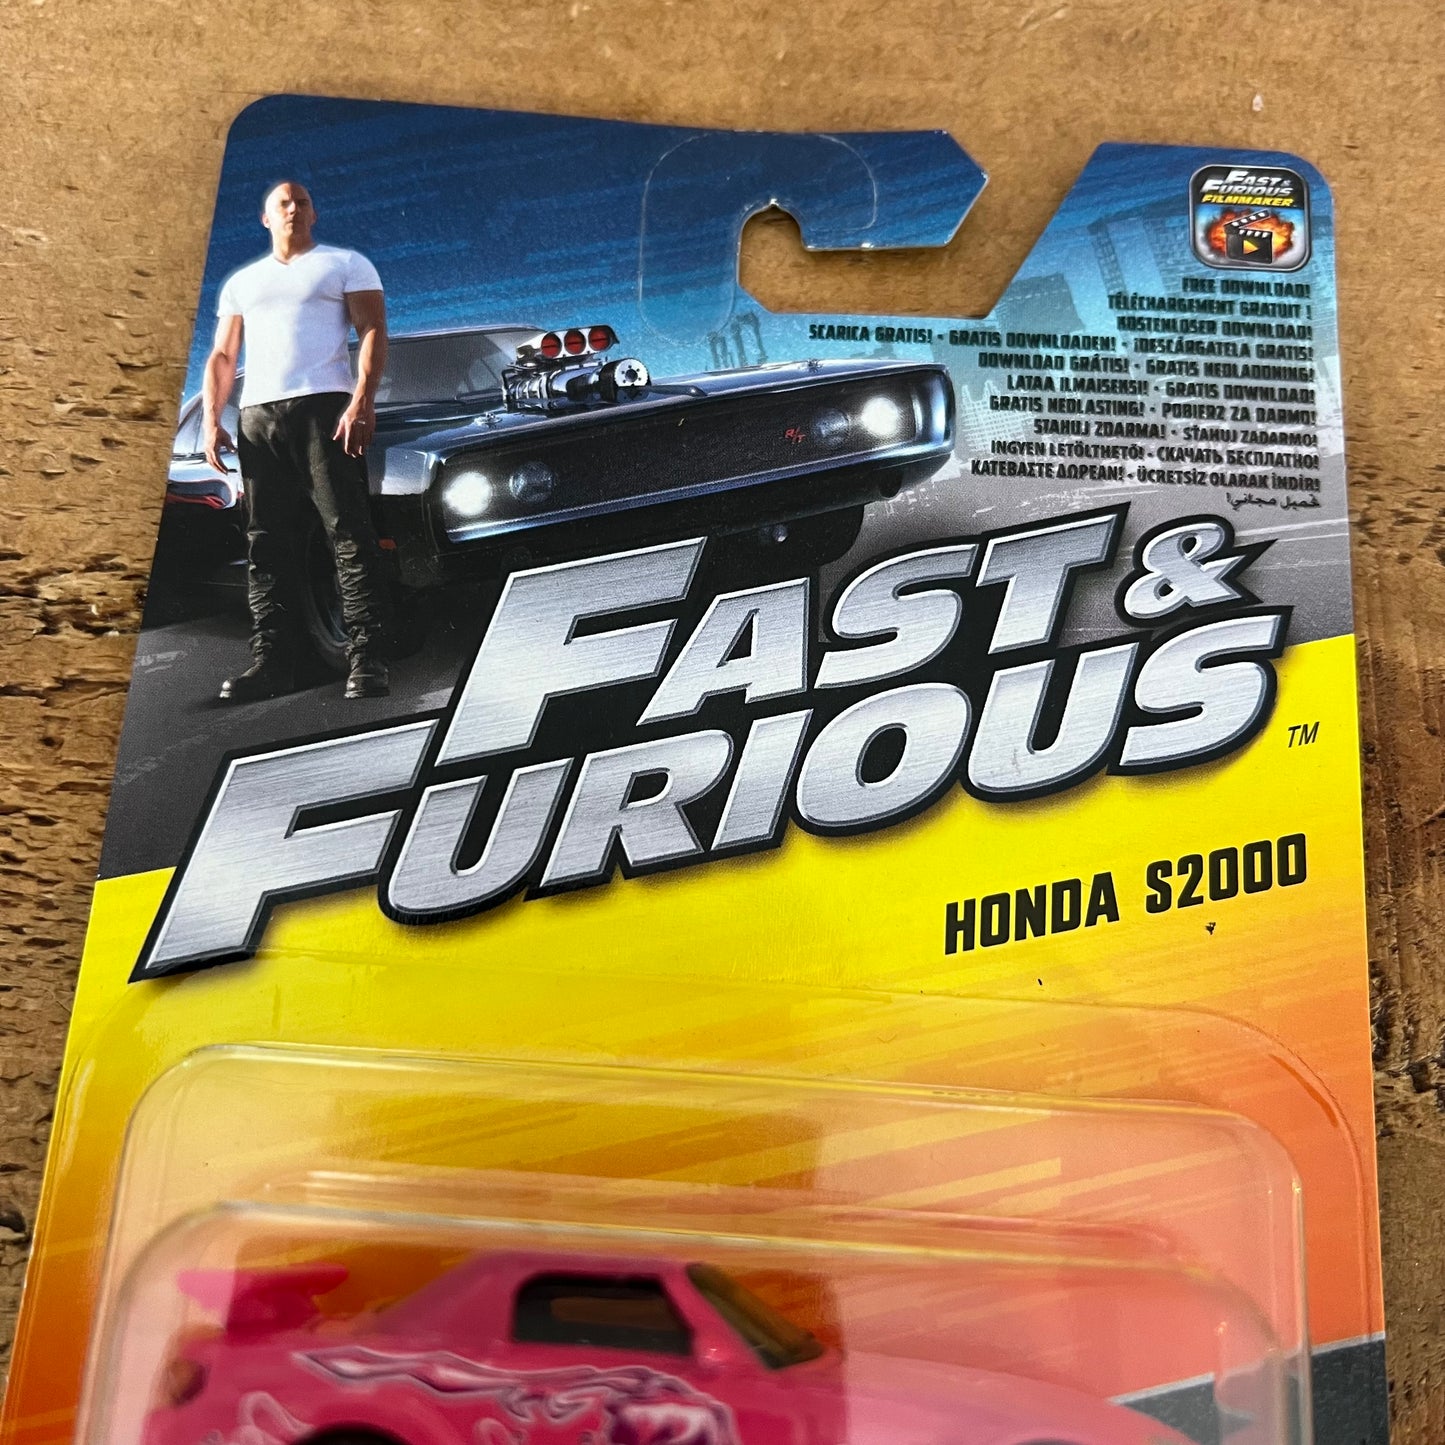 FAST &
FURIOUS
FILMMAKER
FREE DOWNLOAD!
TÉLÉCHARGEMENT GRATUIT !
KOSTENLOSER DOWNLOAD!
SCARICA GRATIS! • GRATIS DOWNLOADEN! • ¡DESCÁRGATELA GRATIS!
DOWNLOAD GRÁTIS! • GRATIS NEDLADDNING!
LATAA ILMAISEKSI! • GRATIS DOWNLOAD!
GRATIS NEDLASTING! • POBIERZ ZA DARMO!
STAHUJ ZDARMA! • SŤAHUJ ZADARMO!
INGYEN LETÖLTHETŐ! • СКАЧАТЬ БЕСПЛАТНО!
ΚΑΤΕΒΑΣΤΕ ΔΩΡΕΑΝ! • ÜCRETSİZ OLARAK İNDİR!
تحميل مجاني!
R/T
FAST &
FURIOUS ™
HONDA S2000